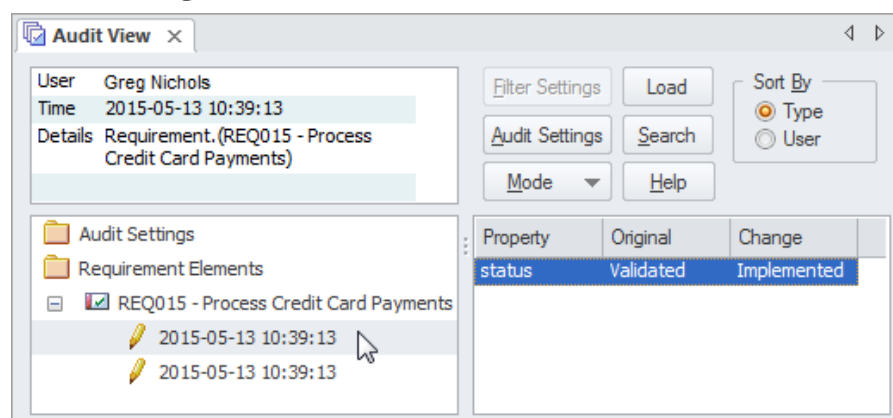 Audit View
User Greg Nichols
Time 2015-05-13 10:39:13
Details Requirement.(REQ015 - Process
Credit Card Payments)
Filter Settings Load
Audit Settings Search
Mode Help
Sort By
Type
User
Audit Settings
Requirement Elements
REQ015 - Process Credit Card Payments
2015-05-13 10:39:13
2015-05-13 10:39:13
Property Original Change
status Validated Implemented